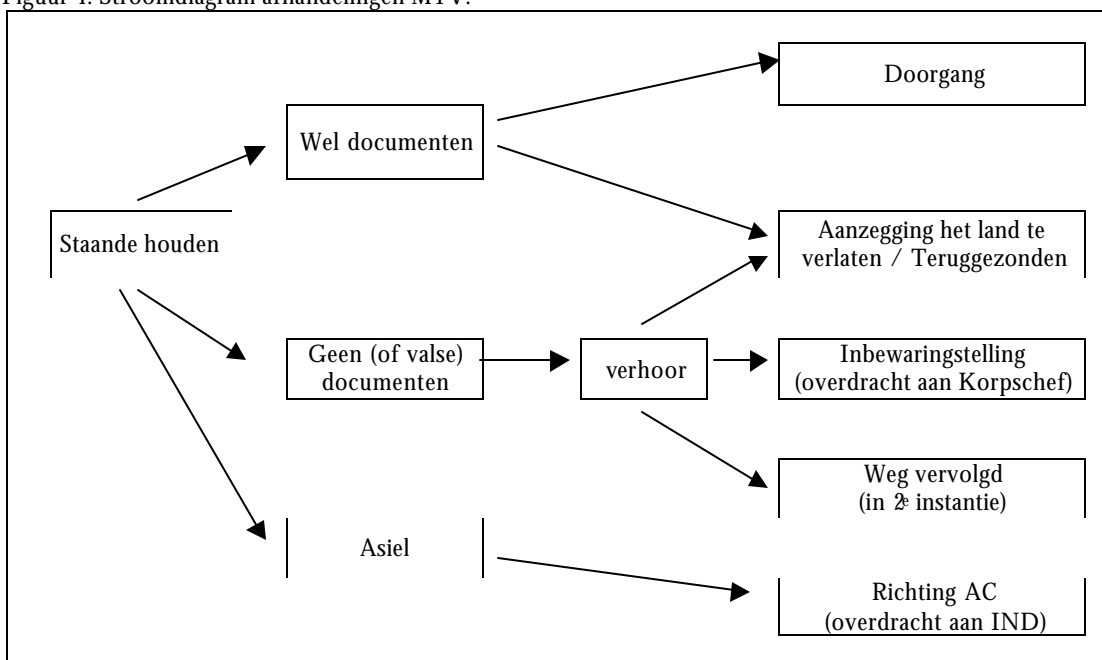 Figuur 4. Stroomdiagram afhandelingen MTV.
Doorgang
Wel documenten
Staande houden
Aanzegging het land te
verlaten / Teruggezonden
Geen (of valse)
documenten
verhoor
Inbewaringstelling
(overdracht aan Korpschef)
Weg vervolgd
(in 2e instantie)
Asiel
Richting AC
(overdracht aan IND)